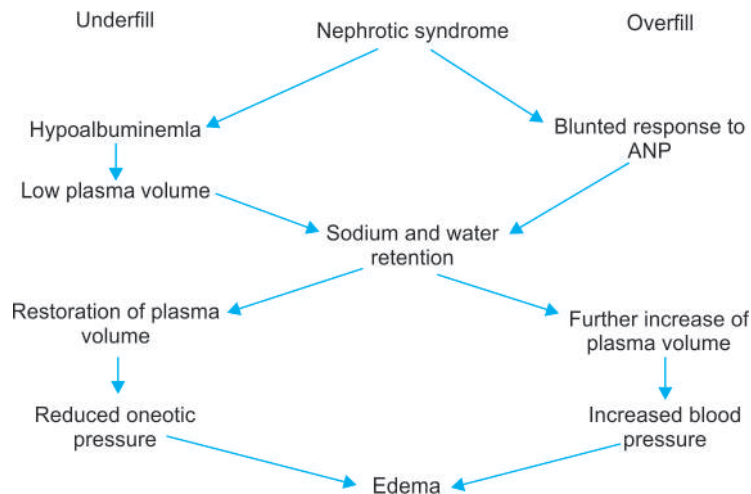 Underfill
Nephrotic syndrome
Overfill
Hypoalbuminemla
Blunted response to
ANP
Low plasma volume
Sodium and water
retention
Restoration of plasma
volume
Further increase of
plasma volume
Reduced oneotic
pressure
Increased blood
pressure
Edema